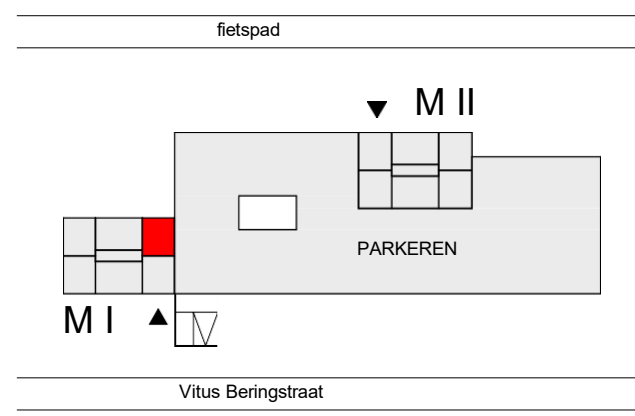 fietspad
M II
PARKEREN
M I
Vitus Beringstraat